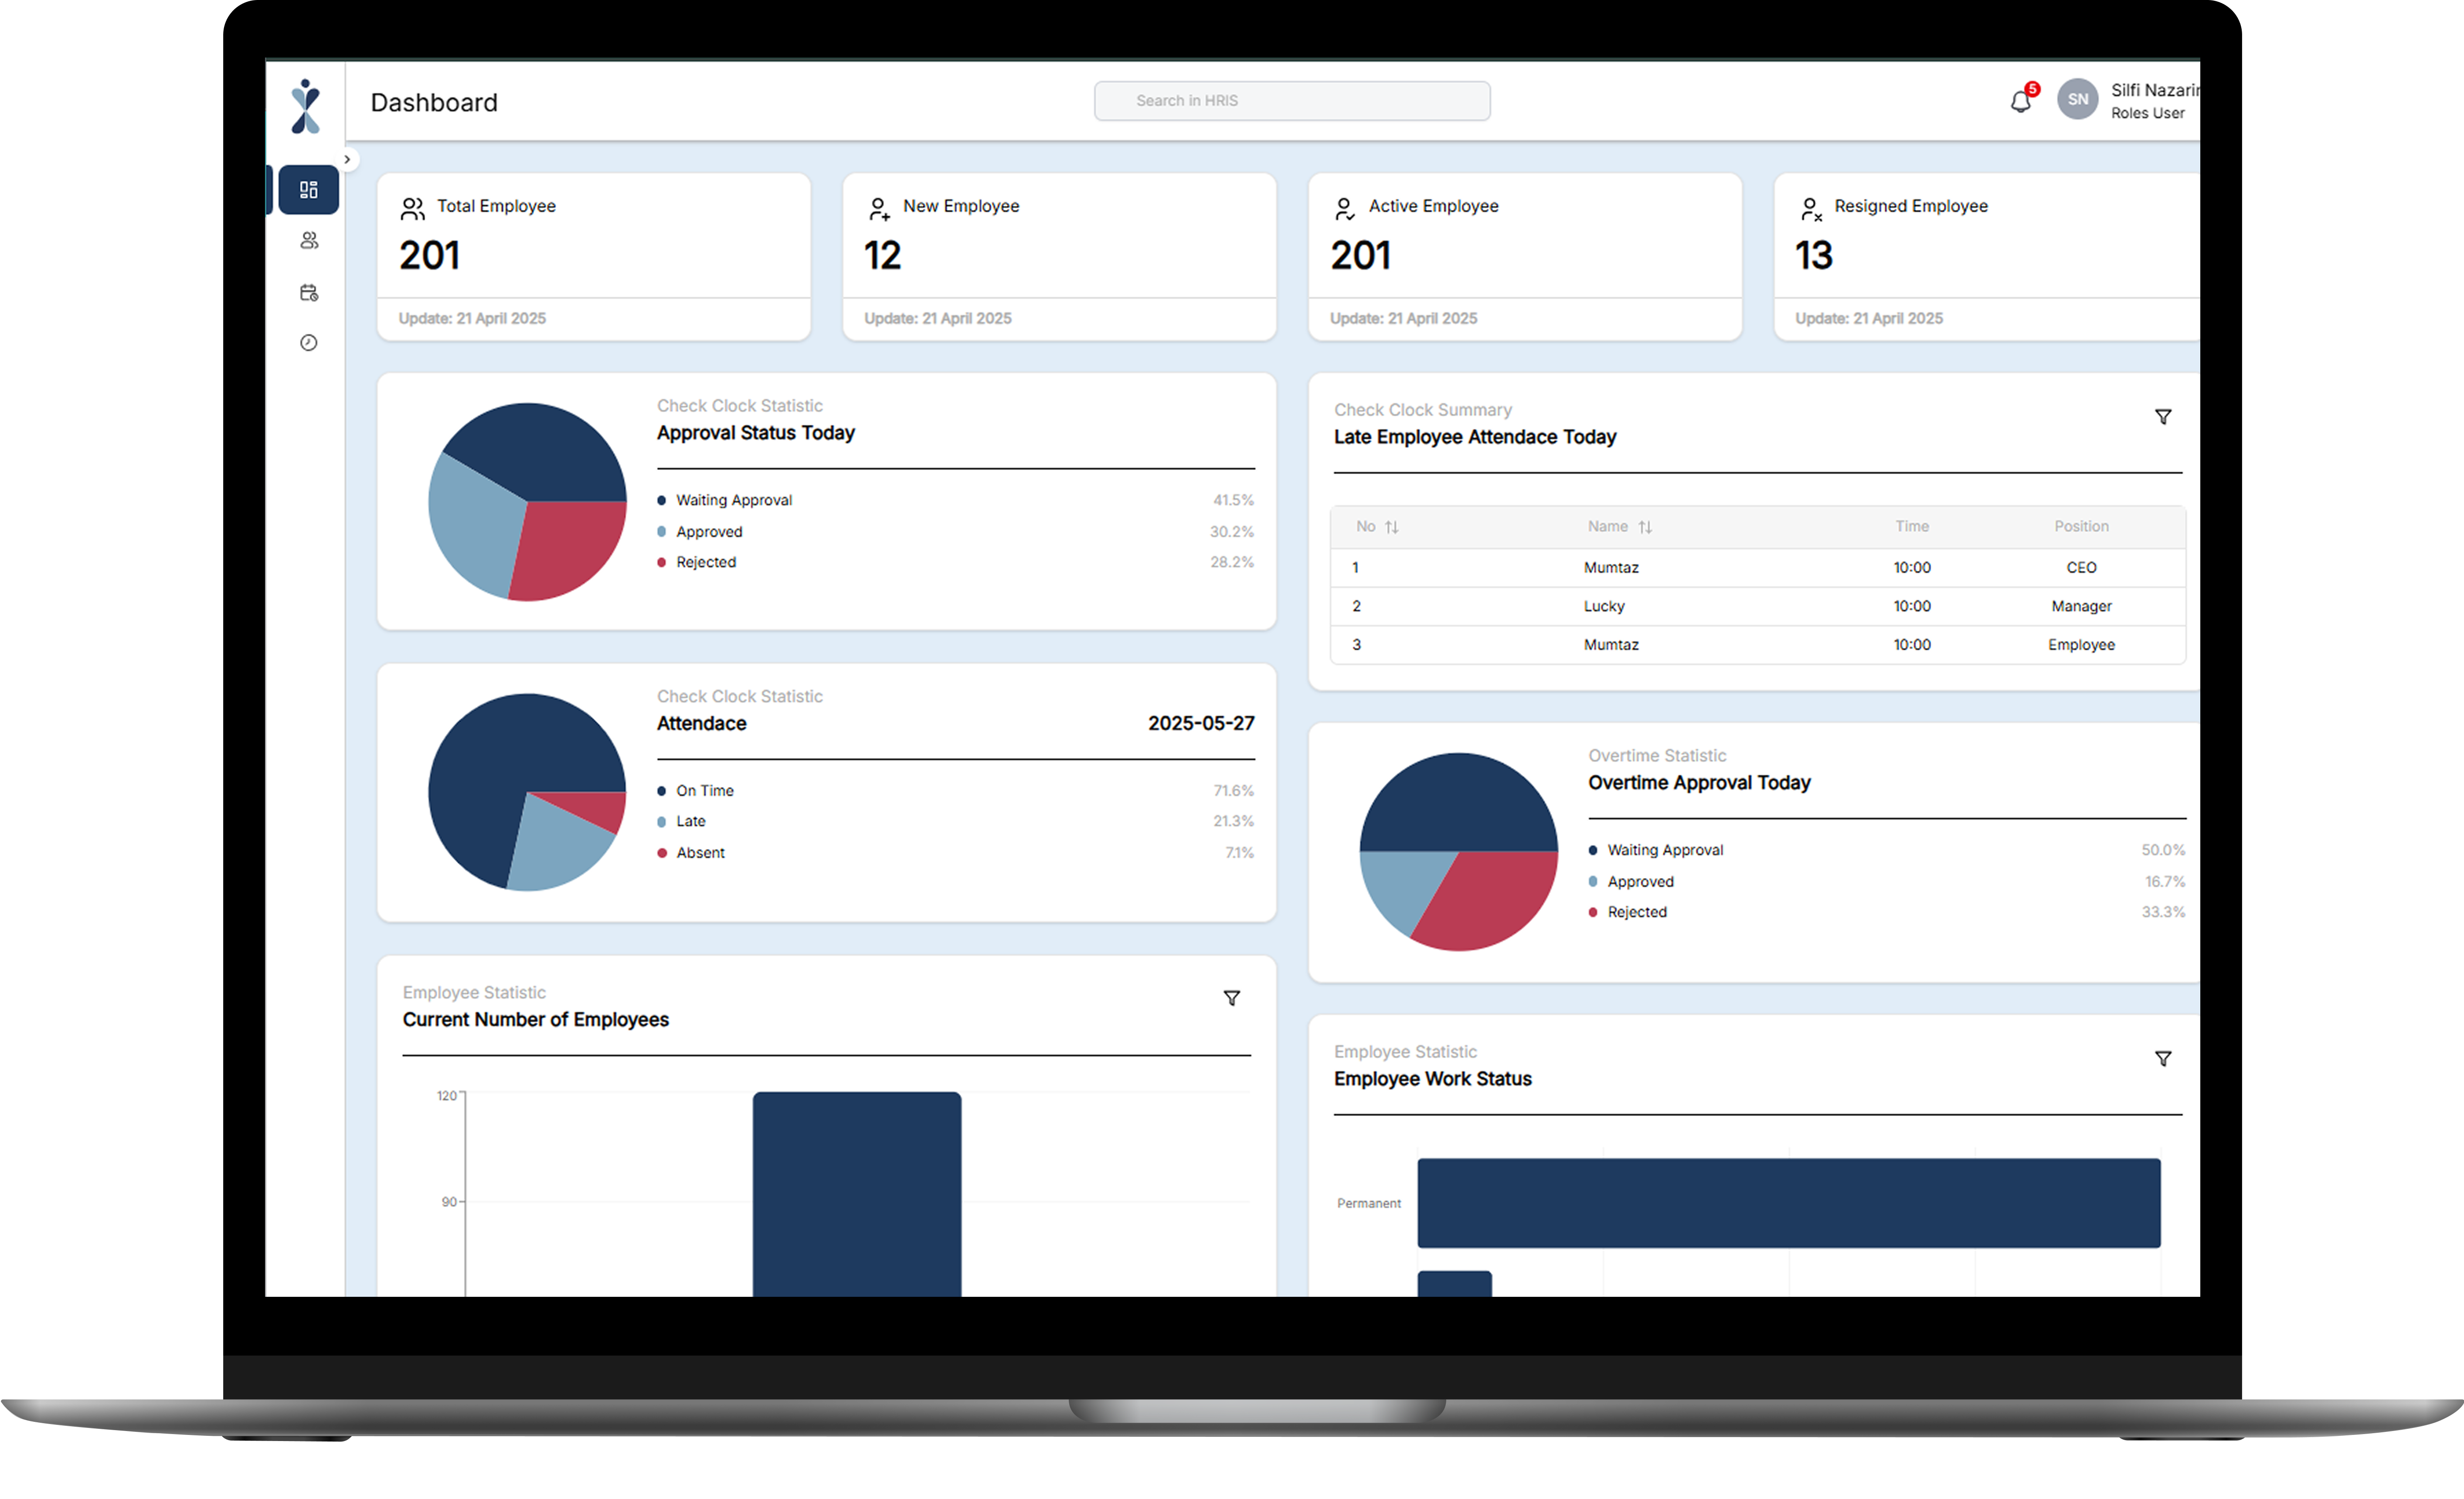 Dashboard
Search in HRIS
5
SN
Silfi Nazarin
Roles User
Total Employee
201
Update: 21 April 2025
New Employee
12
Update: 21 April 2025
Active Employee
201
Update: 21 April 2025
Resigned Employee
13
Update: 21 April 2025
Check Clock Statistic
Approval Status Today
Waiting Approval 41.5%
Approved 30.2%
Rejected 28.2%
Check Clock Summary
Late Employee Attendace Today
No Name Time Position
1 Mumtaz 10:00 CEO
2 Lucky 10:00 Manager
3 Mumtaz 10:00 Employee
Check Clock Statistic
Attendace 2025-05-27
On Time 71.6%
Late 21.3%
Absent 7.1%
Overtime Statistic
Overtime Approval Today
Waiting Approval 50.0%
Approved 16.7%
Rejected 33.3%
Employee Statistic
Current Number of Employees
120
90
Employee Statistic
Employee Work Status
Permanent